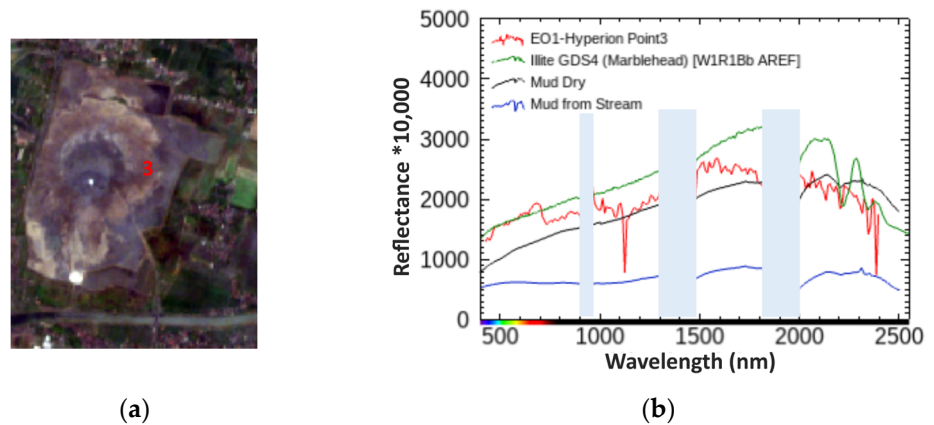 3
5000
4000
3000
2000
1000
0
Reflectance *10,000
EO1-Hyperion Point3
Illite GDS4 (Marblehead) [W1R1Bb AREF]
Mud Dry
Mud from Stream
500 1000 1500 2000 2500
Wavelength (nm)
(a) (b)